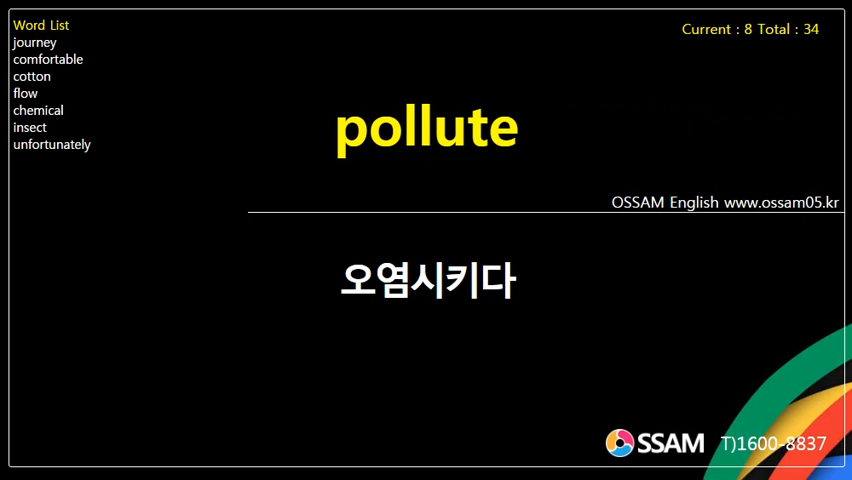 Word List
journey
comfortable
cotton
flow
chemical
insect
unfortunately
Current : 8 Total : 34
pollute
OSSAM English www.ossam05.kr
오염시키다
OSSAM T)1600-8837